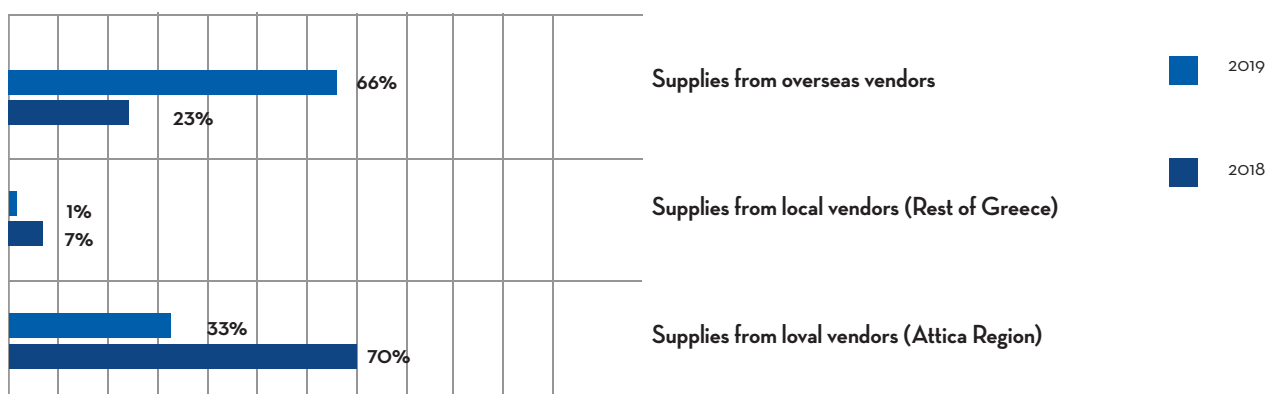 66%
Supplies from overseas vendors
2019
23%
2018
1%
Supplies from local vendors (Rest of Greece)
7%
33%
Supplies from loval vendors (Attica Region)
70%